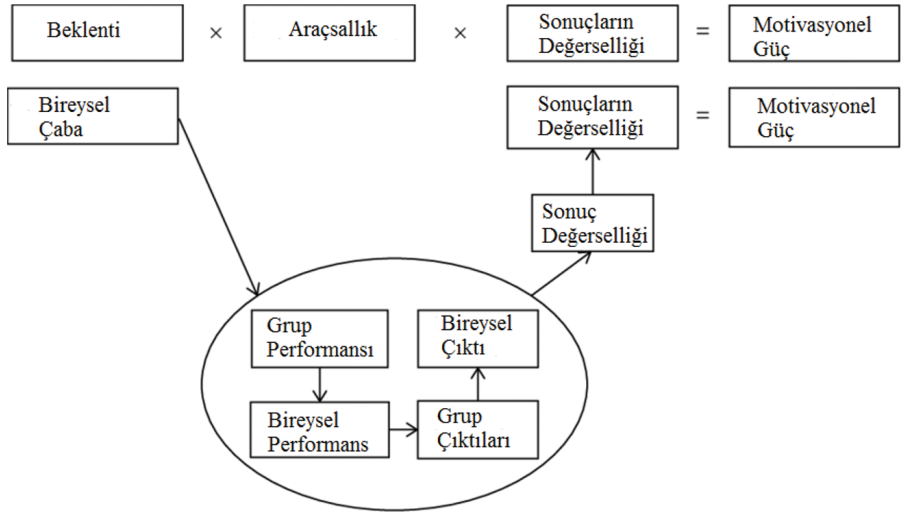 Beklenti × Araçsallık × Sonuçların
Değerselliği = Motivasyonel
Güç
Bireysel
Çaba
Sonuçların
Değerselliği = Motivasyonel
Güç
Sonuç
Değerselliği
Grup
Performansı
Bireysel
Çıktı
Bireysel
Performans
Grup
Çıktıları